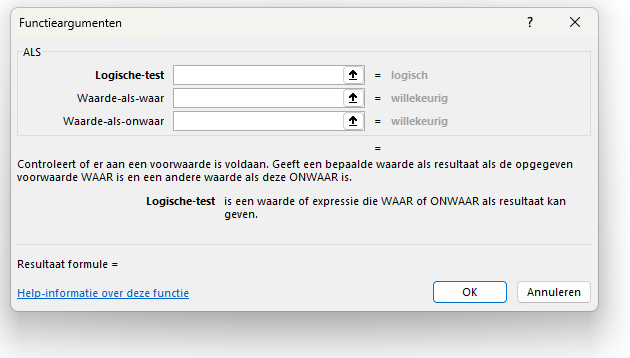 Functieargumenten ? ×
ALS
Logische-test = logisch
Waarde-als-waar = willekeurig
Waarde-als-onwaar = willekeurig
=
Controleert of er aan een voorwaarde is voldaan. Geeft een bepaalde waarde als resultaat als de opgegeven
voorwaarde WAAR is en een andere waarde als deze ONWAAR is.
Logische-test is een waarde of expressie die WAAR of ONWAAR als resultaat kan
geven.
Resultaat formule =
Help-informatie over deze functie OK Annuleren